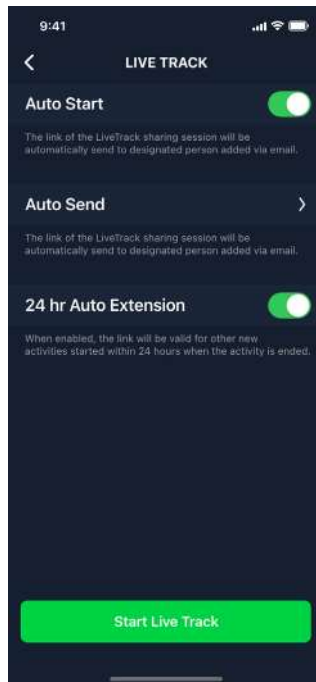 9:41
LIVE TRACK
Auto Start
The link of the LiveTrack sharing session will be
automatically send to designated person added via email.
Auto Send
The link of the LiveTrack sharing session will be
automatically send to designated person added via email.
24 hr Auto Extension
When enabled, the link will be valid for other new
activities started within 24 hours when the activity is ended.
Start Live Track